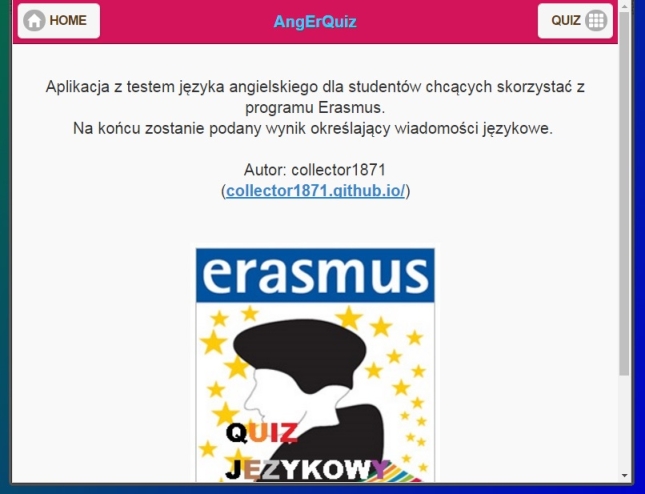 HOME
AngErQuiz
QUIZ
Aplikacja z testem języka angielskiego dla studentów chcących skorzystać z
programu Erasmus.
Na końcu zostanie podany wynik określający wiadomości językowe.
Autor: collector1871
(collector1871.github.io/)
erasmus
QUIZ
JĘZYKOWY